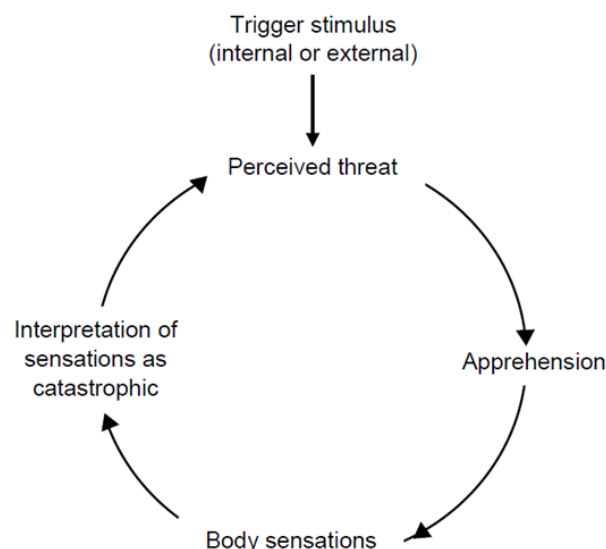 Trigger stimulus
(internal or external)
Perceived threat
Apprehension
Interpretation of
sensations as
catastrophic
Body sensations